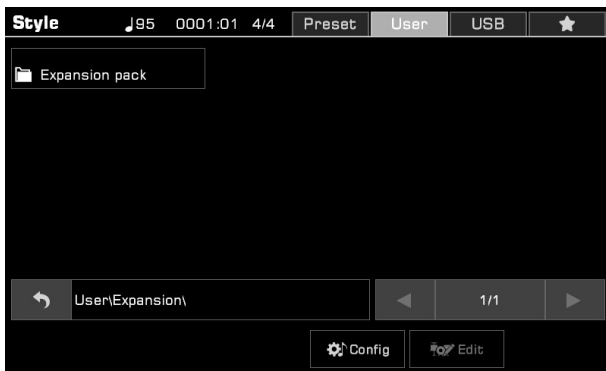 Style ♩95 0001:01 4/4 Preset User USB ★
Expansion pack
User\Expansion\ 1/1
Config Edit